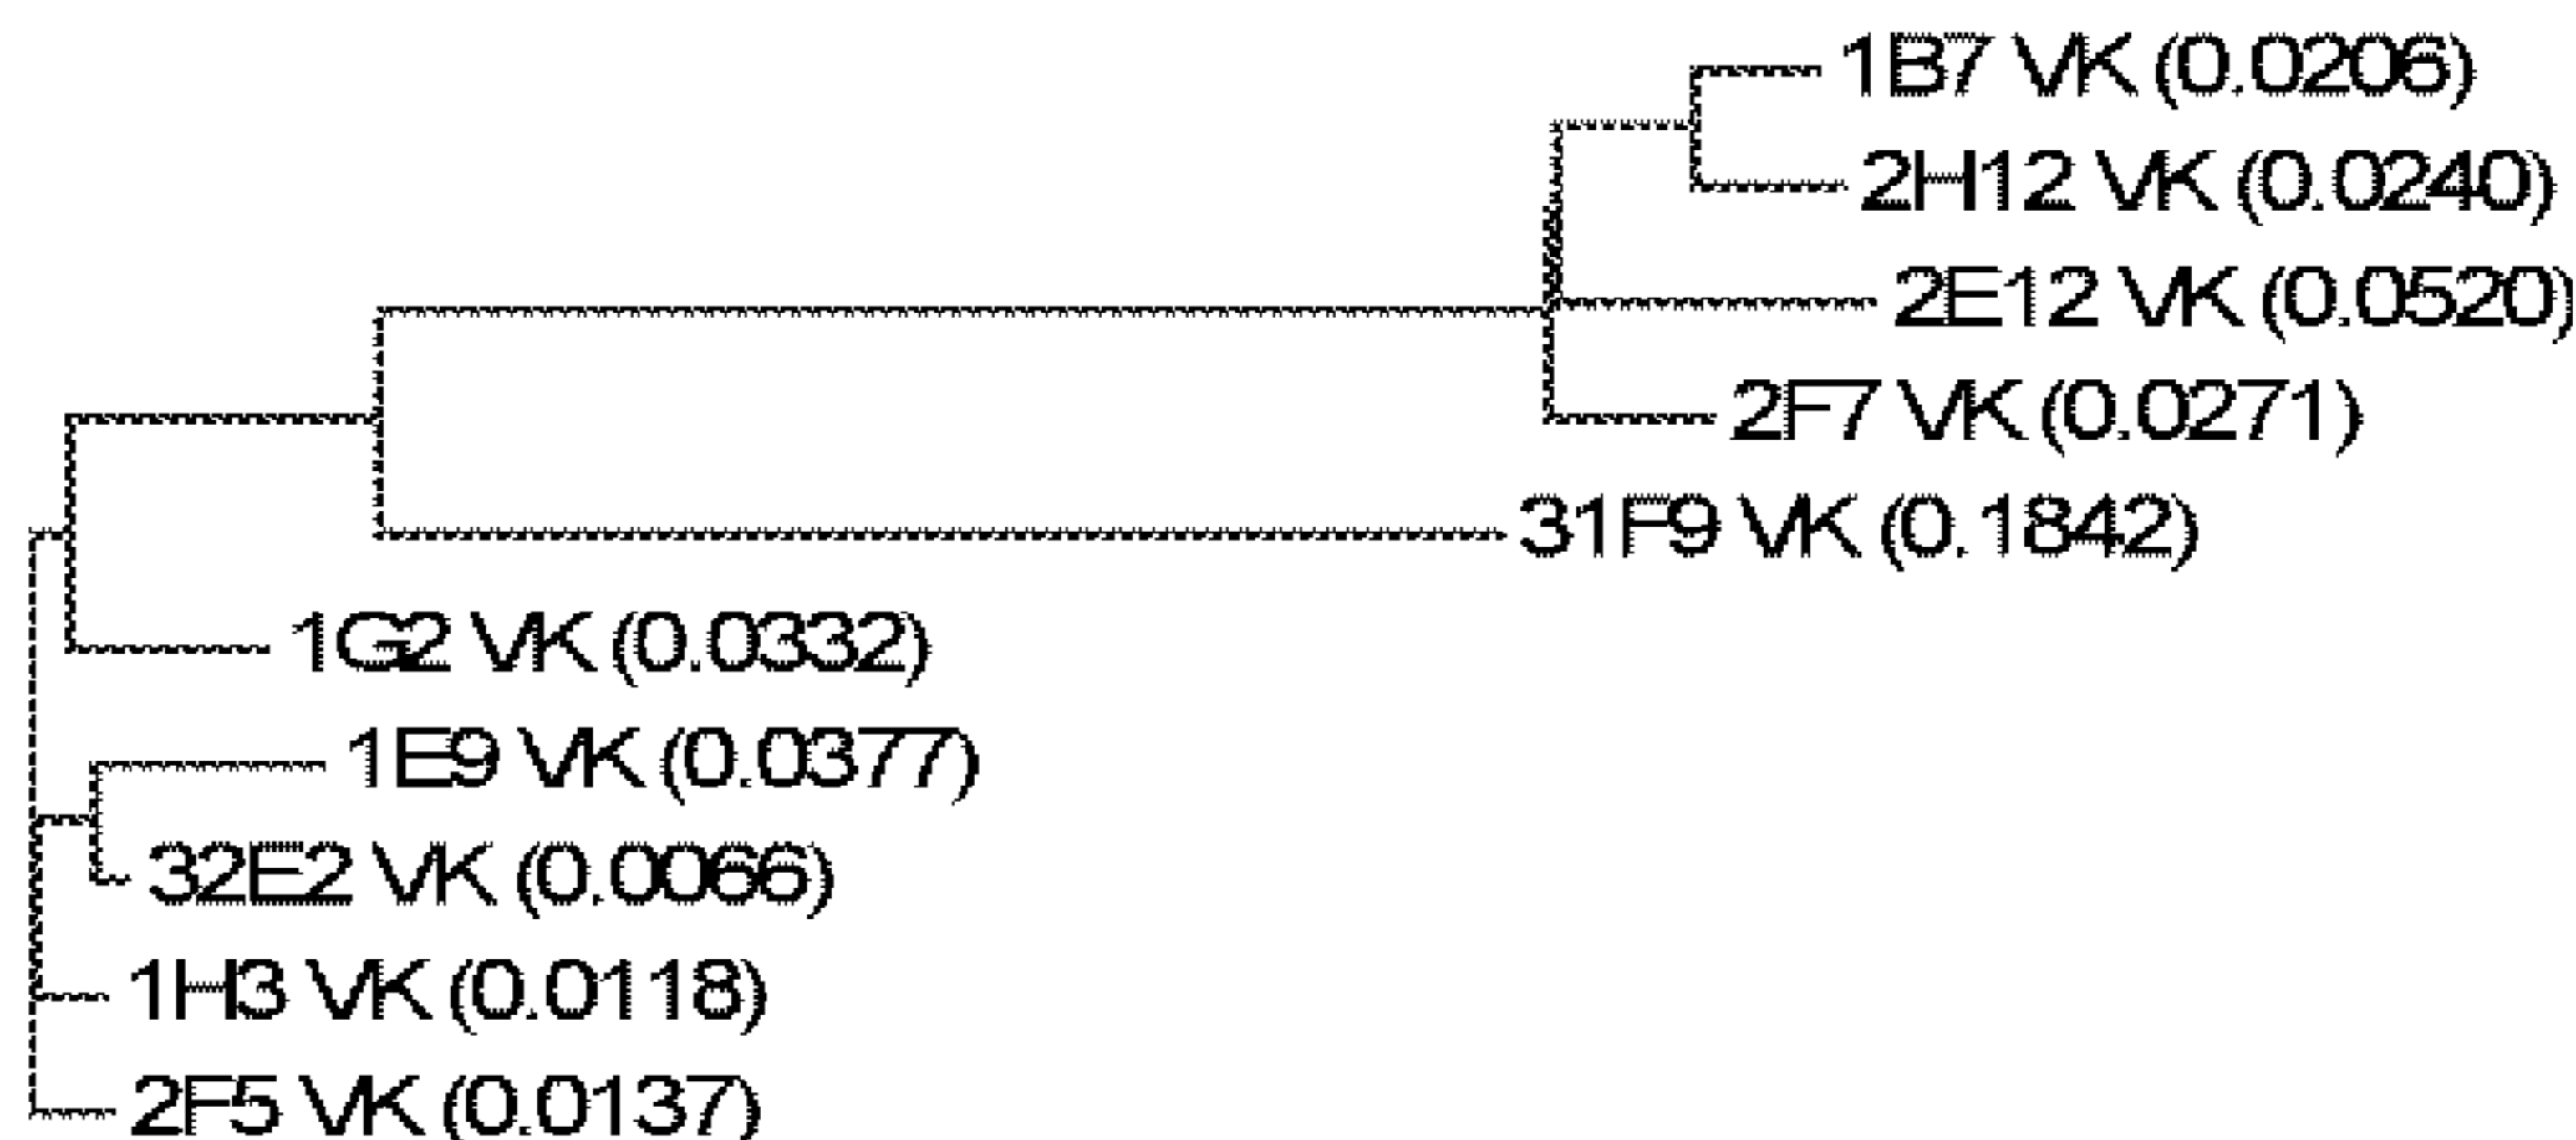 1B7 VK (0.0206)
2H12 VK (0.0240)
2E12 VK (0.0520)
2F7 VK (0.0271)
31F9 VK (0.1842)
1G2 VK (0.0332)
1E9 VK (0.0377)
32E2 VK (0.0066)
1H3 VK (0.0118)
2F5 VK (0.0137)